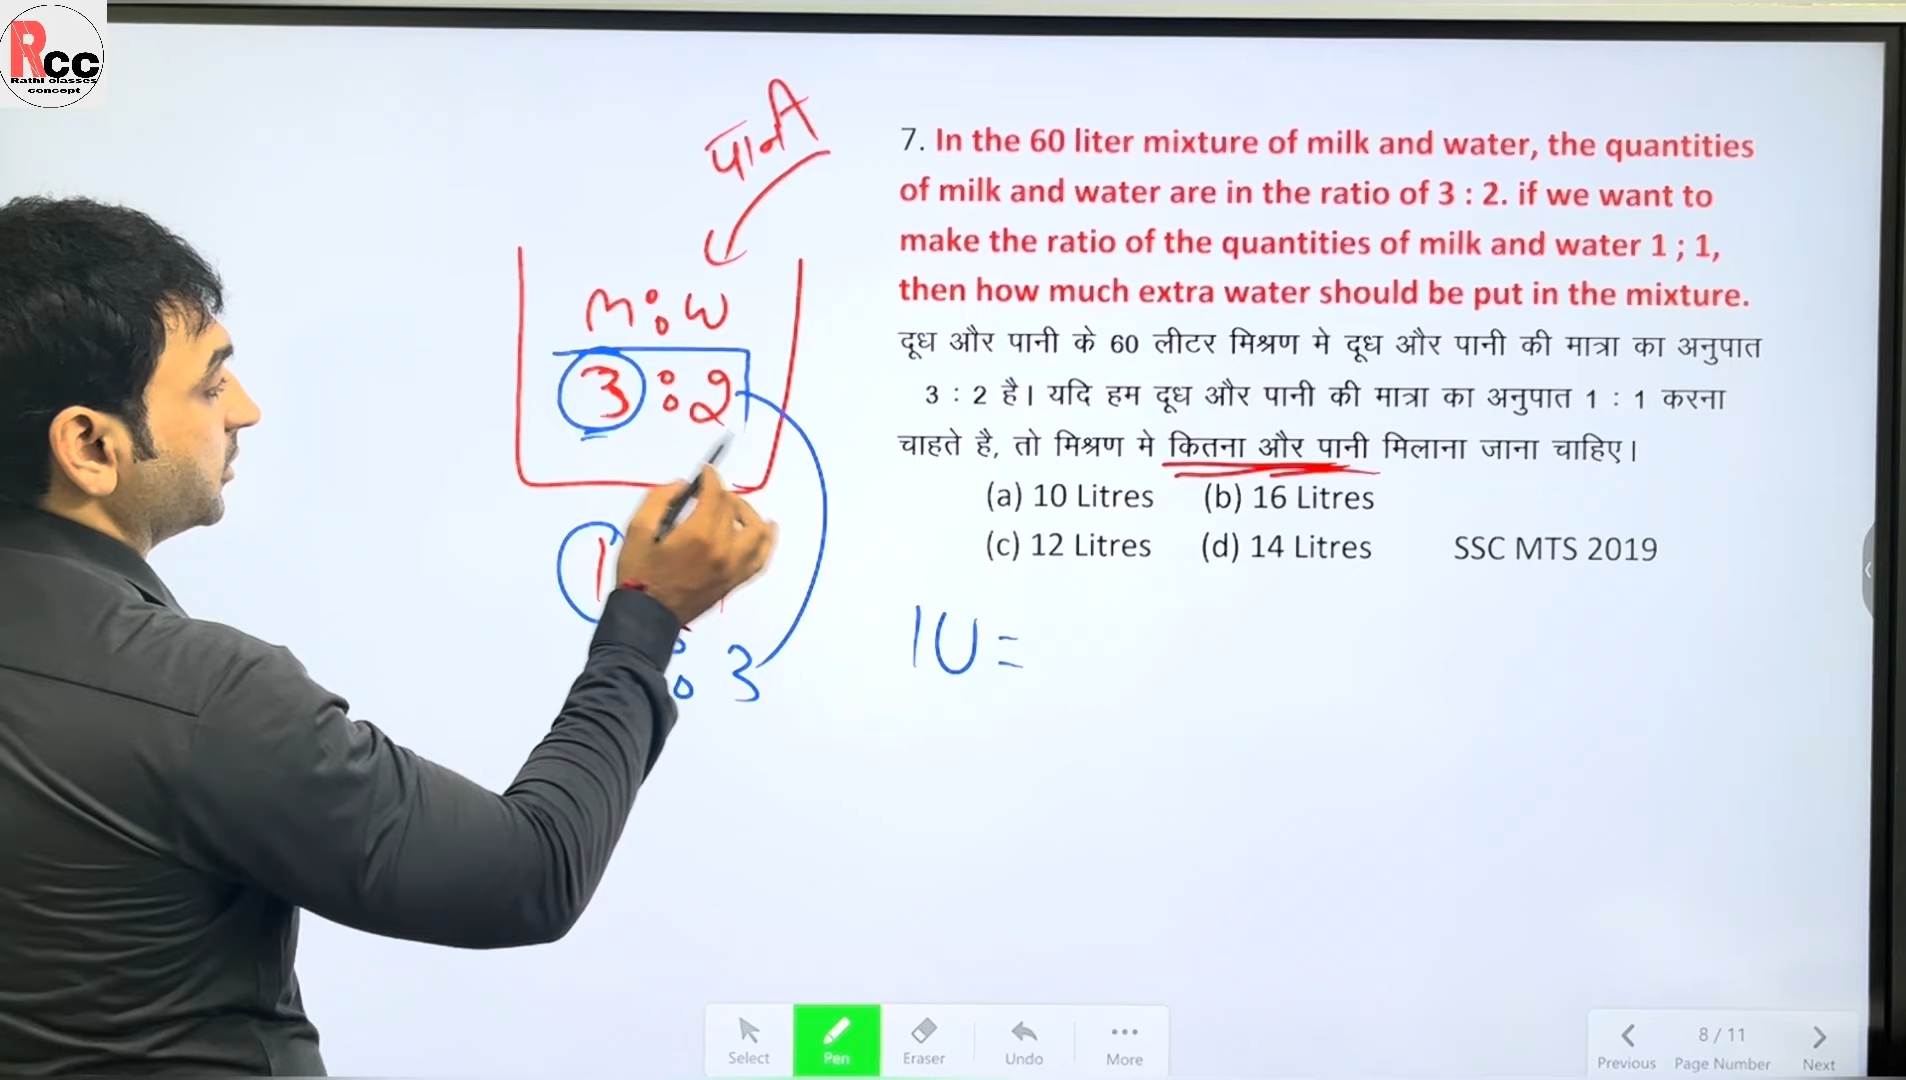 Rcc
Rathi classes
concept
पानी
M : W
3 : 2
1
: 3
1U =
7. In the 60 liter mixture of milk and water, the quantities
of milk and water are in the ratio of 3 : 2. if we want to
make the ratio of the quantities of milk and water 1 ; 1,
then how much extra water should be put in the mixture.
दूध और पानी के 60 लीटर मिश्रण मे दूध और पानी की मात्रा का अनुपात
3 : 2 है। यदि हम दूध और पानी की मात्रा का अनुपात 1 : 1 करना
चाहते है, तो मिश्रण मे कितना और पानी मिलाना जाना चाहिए।
(a) 10 Litres (b) 16 Litres
(c) 12 Litres (d) 14 Litres SSC MTS 2019
Select Pen Eraser Undo More
8 / 11
Previous Page Number Next